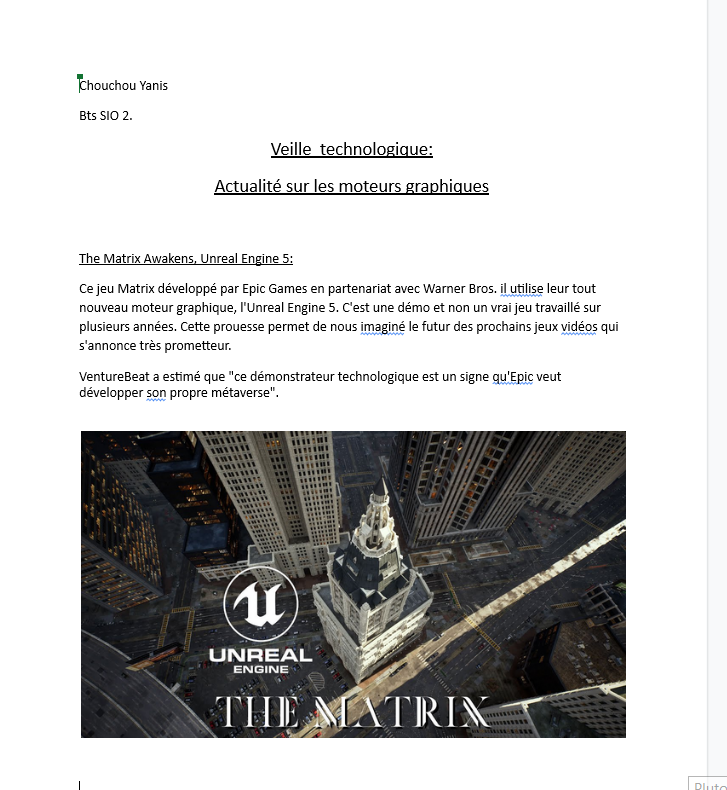 Chouchou Yanis
Bts SIO 2.
Veille technologique:
Actualité sur les moteurs graphiques
The Matrix Awakens, Unreal Engine 5:
Ce jeu Matrix développé par Epic Games en partenariat avec Warner Bros. il utilise leur tout
nouveau moteur graphique, l'Unreal Engine 5. C'est une démo et non un vrai jeu travaillé sur
plusieurs années. Cette prouesse permet de nous imaginé le futur des prochains jeux vidéos qui
s'annonce très prometteur.
VentureBeat a estimé que "ce démonstrateur technologique est un signe qu'Epic veut
développer son propre métaverse".
UNREAL
ENGINE
THE MATRIX